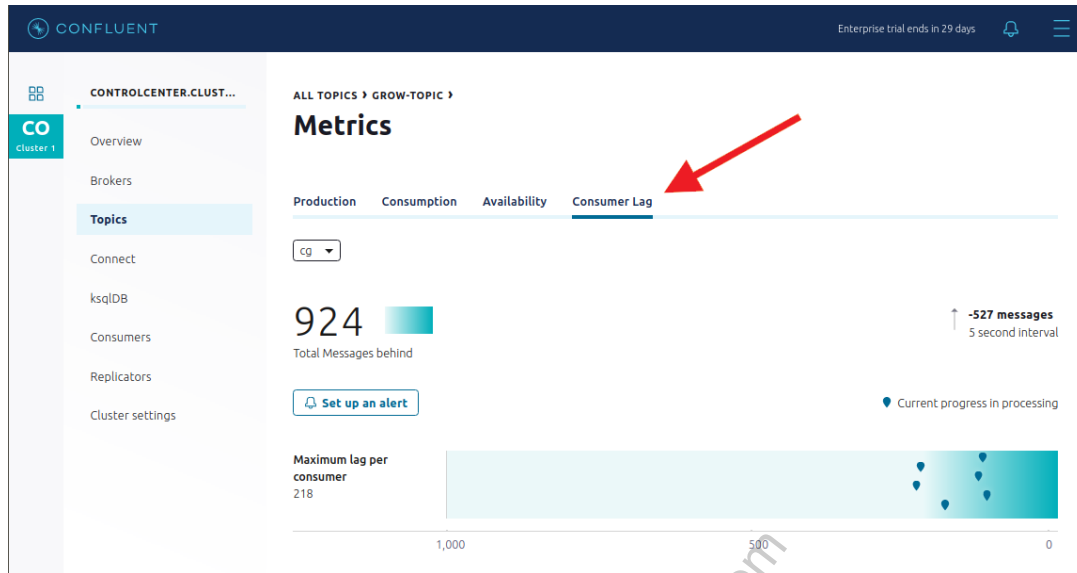 CONFLUENT
Enterprise trial ends in 29 days
CO
Cluster 1
CONTROLCENTER.CLUST...
Overview
Brokers
Topics
Connect
ksqlDB
Consumers
Replicators
Cluster settings
ALL TOPICS › GROW-TOPIC ›
Metrics
Production Consumption Availability Consumer Lag
cg
924
Total Messages behind
-527 messages
5 second interval
Set up an alert
Current progress in processing
Maximum lag per
consumer
218
1,000 500 0